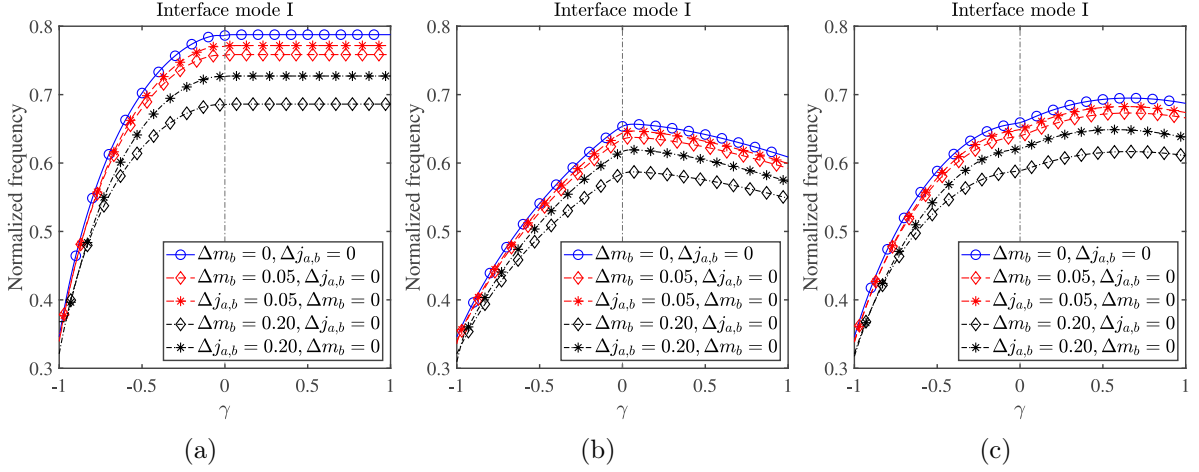 Interface mode I
Normalized frequency
0.8
0.7
0.6
0.5
0.4
0.3
-1
-0.5
0
0.5
1
γ
Δm_b = 0, Δj_{a,b} = 0
Δm_b = 0.05, Δj_{a,b} = 0
Δj_{a,b} = 0.05, Δm_b = 0
Δm_b = 0.20, Δj_{a,b} = 0
Δj_{a,b} = 0.20, Δm_b = 0
(a)
Interface mode I
Normalized frequency
0.8
0.7
0.6
0.5
0.4
0.3
-1
-0.5
0
0.5
1
γ
Δm_b = 0, Δj_{a,b} = 0
Δm_b = 0.05, Δj_{a,b} = 0
Δj_{a,b} = 0.05, Δm_b = 0
Δm_b = 0.20, Δj_{a,b} = 0
Δj_{a,b} = 0.20, Δm_b = 0
(b)
Interface mode I
Normalized frequency
0.8
0.7
0.6
0.5
0.4
0.3
-1
-0.5
0
0.5
1
γ
Δm_b = 0, Δj_{a,b} = 0
Δm_b = 0.05, Δj_{a,b} = 0
Δj_{a,b} = 0.05, Δm_b = 0
Δm_b = 0.20, Δj_{a,b} = 0
Δj_{a,b} = 0.20, Δm_b = 0
(c)